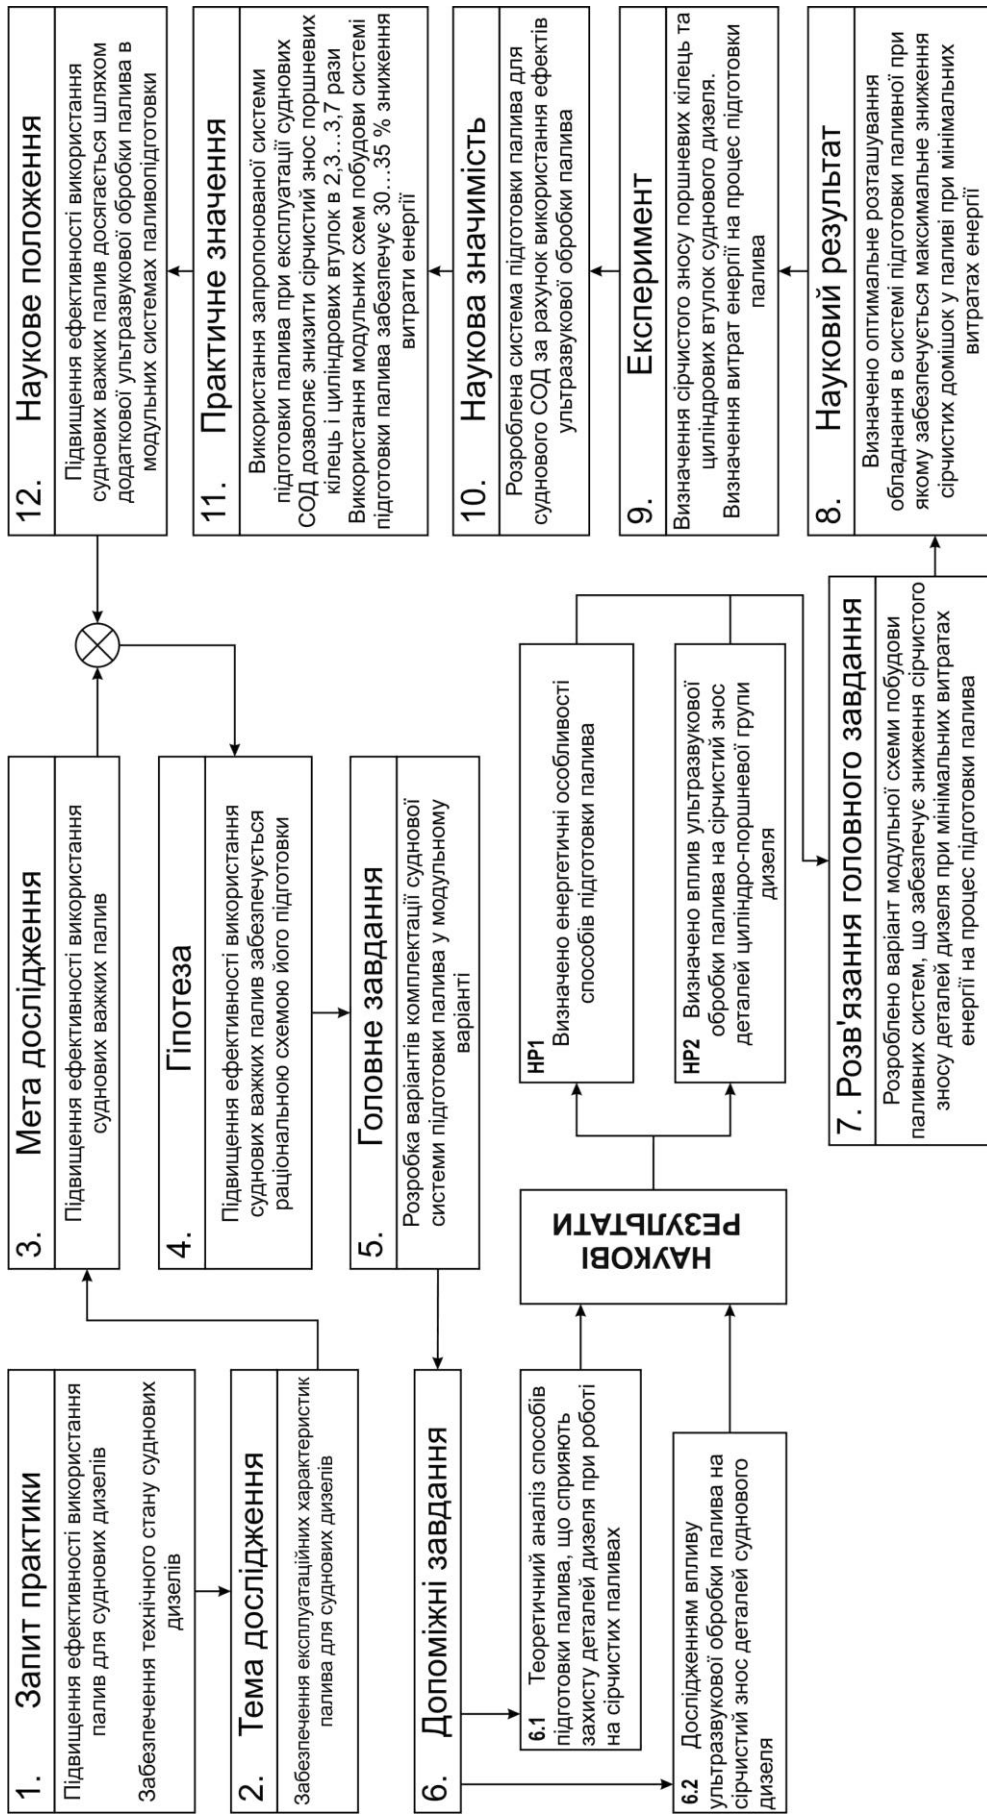 1. Запит практики
Підвищення ефективності використання
палив для суднових дизелів
Забезпечення технічного стану суднових
дизелів
2. Тема дослідження
Забезпечення експлуатаційних характеристик
палива для суднових дизелів
3. Мета дослідження
Підвищення ефективності використання
суднових важких палив
4. Гіпотеза
Підвищення ефективності використання
суднових важких палив забезпечується
раціональною схемою його підготовки
5. Головне завдання
Розробка варіантів комплектації суднової
системи підготовки палива у модульному
варіанті
6. Допоміжні завдання
6.1 Теоретичний аналіз способів
підготовки палива, що сприяють
захисту деталей дизеля при роботі
на сірчистих паливах
6.2 Дослідженням впливу
ультразвукової обробки палива на
сірчистий знос деталей суднового
дизеля
НАУКОВІ
РЕЗУЛЬТАТИ
НР1
Визначено енергетичні особливості
способів підготовки палива
НР2 Визначено вплив ультразвукової
обробки палива на сірчистий знос
деталей циліндро-поршневої групи
дизеля
7. Розв'язання головного завдання
Розроблено варіант модульної схеми побудови
паливних систем, що забезпечує зниження сірчистого
зносу деталей дизеля при мінімальних витратах
енергії на процес підготовки палива
8. Науковий результат
Визначено оптимальне розташування
обладнання в системі підготовки паливної при
якому забезпечується максимальне зниження
сірчистих домішок у паливі при мінімальних
витратах енергії
9. Експеримент
Визначення сірчистого зносу поршневих кілець та
циліндрових втулок суднового дизеля.
Визначення витрат енергії на процес підготовки
палива
10. Наукова значимість
Розроблена система підготовки палива для
суднового СОД за рахунок використання ефектів
ультразвукової обробки палива
11. Практичне значення
Використання запропонованої системи
підготовки палива при експлуатації суднових
СОД дозволяє знизити сірчистий знос поршневих
кілець і циліндрових втулок в 2,3...3,7 рази
Використання модульних схем побудови системі
підготовки палива забезпечує 30...35 % зниження
витрати енергії
12. Наукове положення
Підвищення ефективності використання
суднових важких палив досягається шляхом
додаткової ультразвукової обробки палива в
модульних системах паливопідготовки